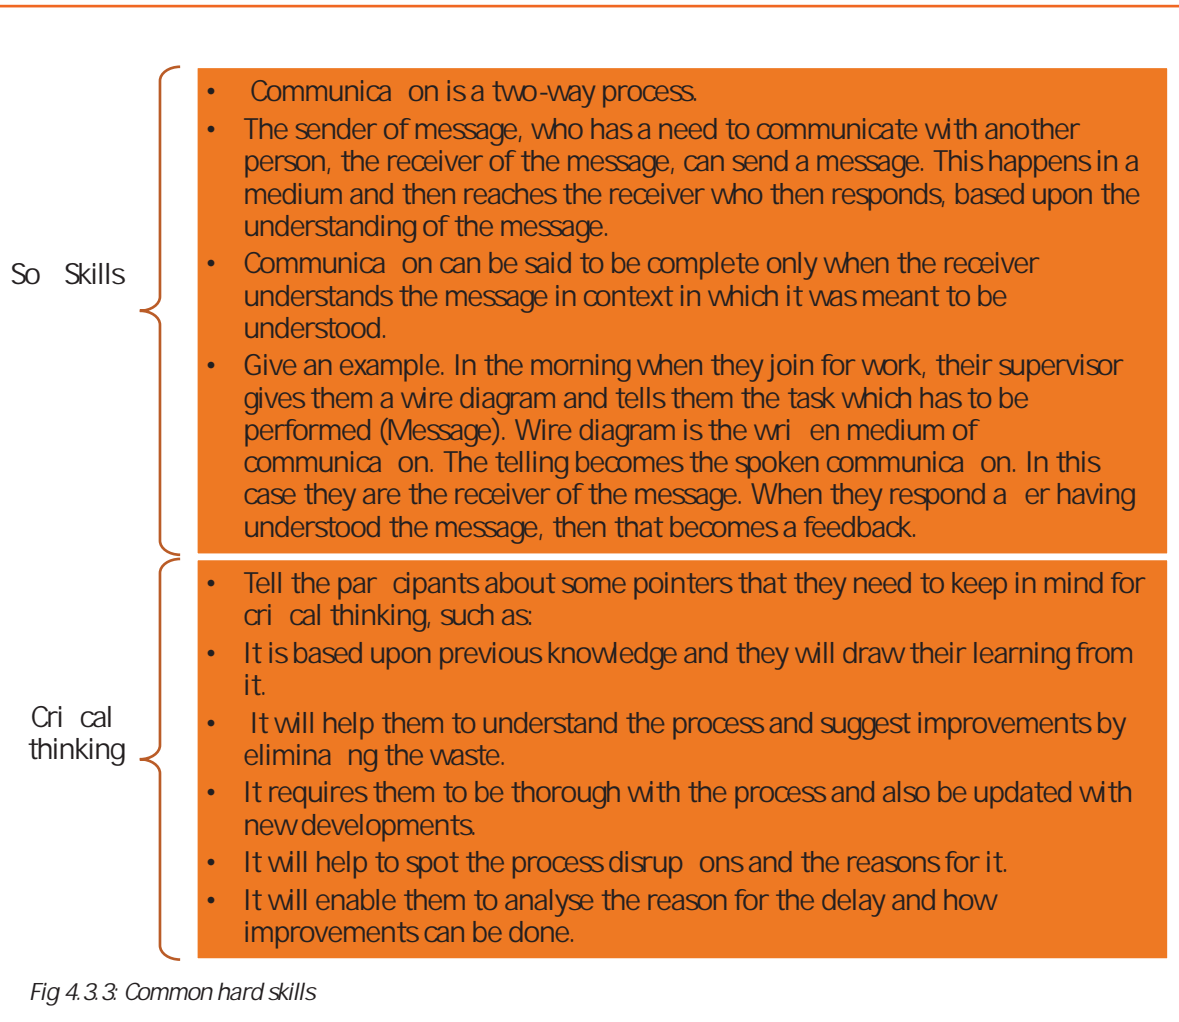 So Skills
• Communica on is a two-way process.
• The sender of message, who has a need to communicate with another
person, the receiver of the message, can send a message. This happens in a
medium and then reaches the receiver who then responds, based upon the
understanding of the message.
• Communica on can be said to be complete only when the receiver
understands the message in context in which it was meant to be
understood.
• Give an example. In the morning when they join for work, their supervisor
gives them a wire diagram and tells them the task which has to be
performed (Message). Wire diagram is the wri en medium of
communica on. The telling becomes the spoken communica on. In this
case they are the receiver of the message. When they respond a er having
understood the message, then that becomes a feedback.
Cri cal
thinking
• Tell the par cipants about some pointers that they need to keep in mind for
cri cal thinking, such as:
• It is based upon previous knowledge and they will draw their learning from
it.
• It will help them to understand the process and suggest improvements by
elimina ng the waste.
• It requires them to be thorough with the process and also be updated with
new developments.
• It will help to spot the process disrup ons and the reasons for it.
• It will enable them to analyse the reason for the delay and how
improvements can be done.
Fig 4.3.3: Common hard skills